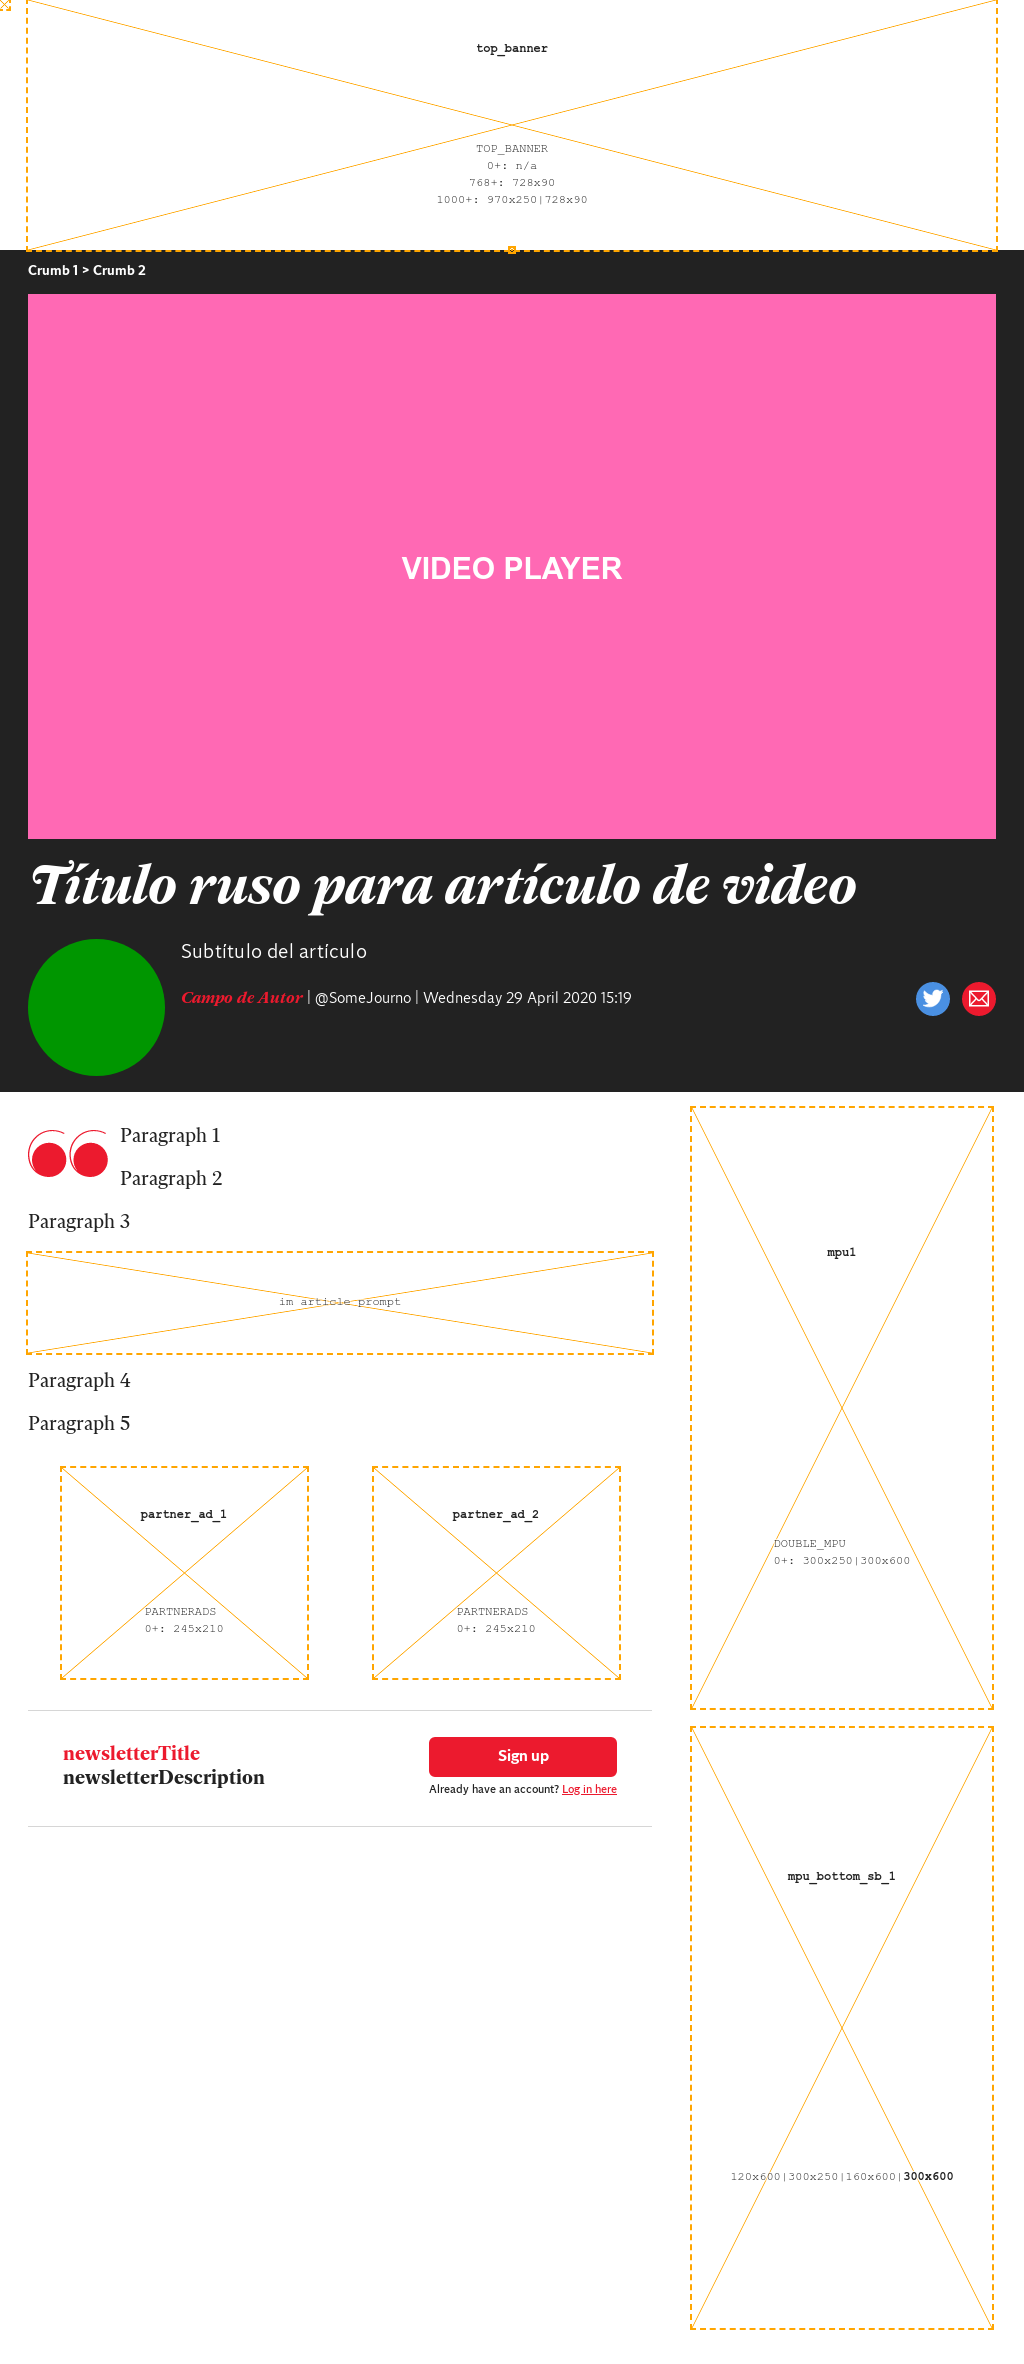 top_banner
TOP_BANNER
0+: n/a
768+: 728x90
1000+: 970x250|728x90
Crumb 1 > Crumb 2
VIDEO PLAYER
Título ruso para artículo de video
Subtítulo del artículo
Campo de Autor | @SomeJourno | Wednesday 29 April 2020 15:19
Paragraph 1
Paragraph 2
Paragraph 3
im article prompt
Paragraph 4
Paragraph 5
partner_ad_1
PARTNERADS
0+: 245x210
partner_ad_2
PARTNERADS
0+: 245x210
newsletterTitle
newsletterDescription
Sign up
Already have an account? Log in here
mpu1
DOUBLE_MPU
0+: 300x250|300x600
mpu_bottom_sb_1
120x600|300x250|160x600|300x600